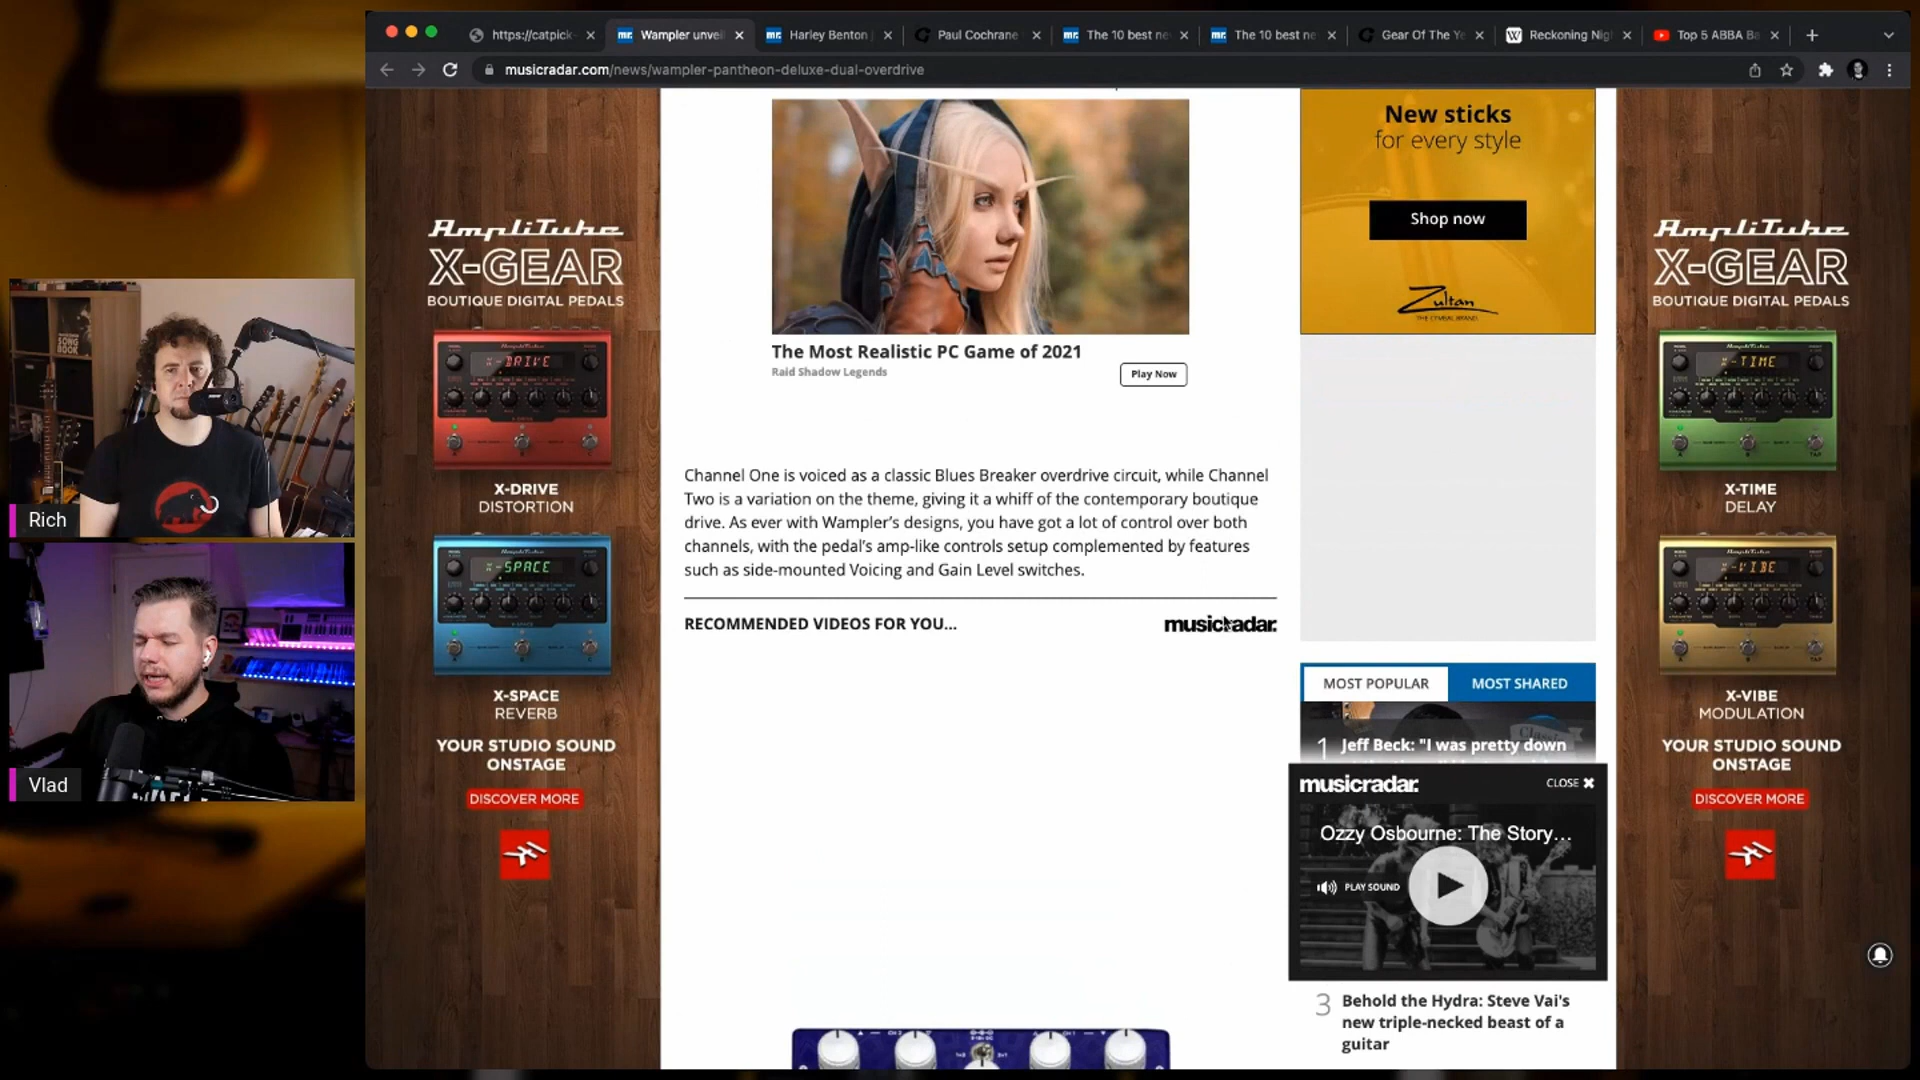 https://catpick-
Wampler unvei
Harley Benton
Paul Cochrane
The 10 best ne
The 10 best ne
Gear Of The Ye
Reckoning Nig
Top 5 ABBA Ba
musicradar.com/news/wampler-pantheon-deluxe-dual-overdrive
AmpliTube
X-GEAR
BOUTIQUE DIGITAL PEDALS
X-DRIVE
X-DRIVE
DISTORTION
X-SPACE
X-SPACE
REVERB
YOUR STUDIO SOUND
ONSTAGE
DISCOVER MORE
Rich
Vlad
The Most Realistic PC Game of 2021
Raid Shadow Legends
Play Now
Channel One is voiced as a classic Blues Breaker overdrive circuit, while Channel
Two is a variation on the theme, giving it a whiff of the contemporary boutique
drive. As ever with Wampler's designs, you have got a lot of control over both
channels, with the pedal's amp-like controls setup complemented by features
such as side-mounted Voicing and Gain Level switches.
RECOMMENDED VIDEOS FOR YOU...
musicradar.
New sticks
for every style
Shop now
Zultan
THE CYMBAL BRAND
MOST POPULAR
MOST SHARED
1 Jeff Beck: "I was pretty down
musicradar.
CLOSE
Ozzy Osbourne: The Story...
PLAY SOUND
3 Behold the Hydra: Steve Vai's
new triple-necked beast of a
guitar
AmpliTube
X-GEAR
BOUTIQUE DIGITAL PEDALS
X-TIME
X-TIME
DELAY
X-VIBE
X-VIBE
MODULATION
YOUR STUDIO SOUND
ONSTAGE
DISCOVER MORE